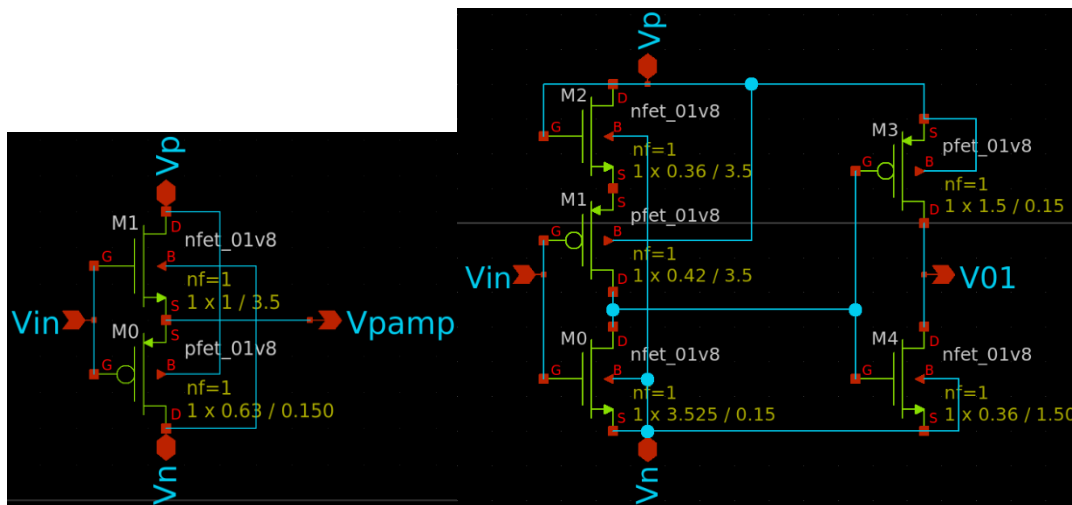 Vp
M1
D
nfet_01v8
G
B
nf=1
1 x 1 / 3.5
S
Vin
Vpamp
M0
S
pfet_01v8
G
B
nf=1
1 x 0.63 / 0.150
D
Vn
Vp
M2
D
nfet_01v8
G
B
nf=1
1 x 0.36 / 3.5
S
M1
S
pfet_01v8
G
B
nf=1
1 x 0.42 / 3.5
D
Vin
M0
D
nfet_01v8
G
B
nf=1
1 x 3.525 / 0.15
S
Vn
M3
S
pfet_01v8
G
B
nf=1
1 x 1.5 / 0.15
D
V01
M4
D
nfet_01v8
G
B
nf=1
1 x 0.36 / 1.50
S